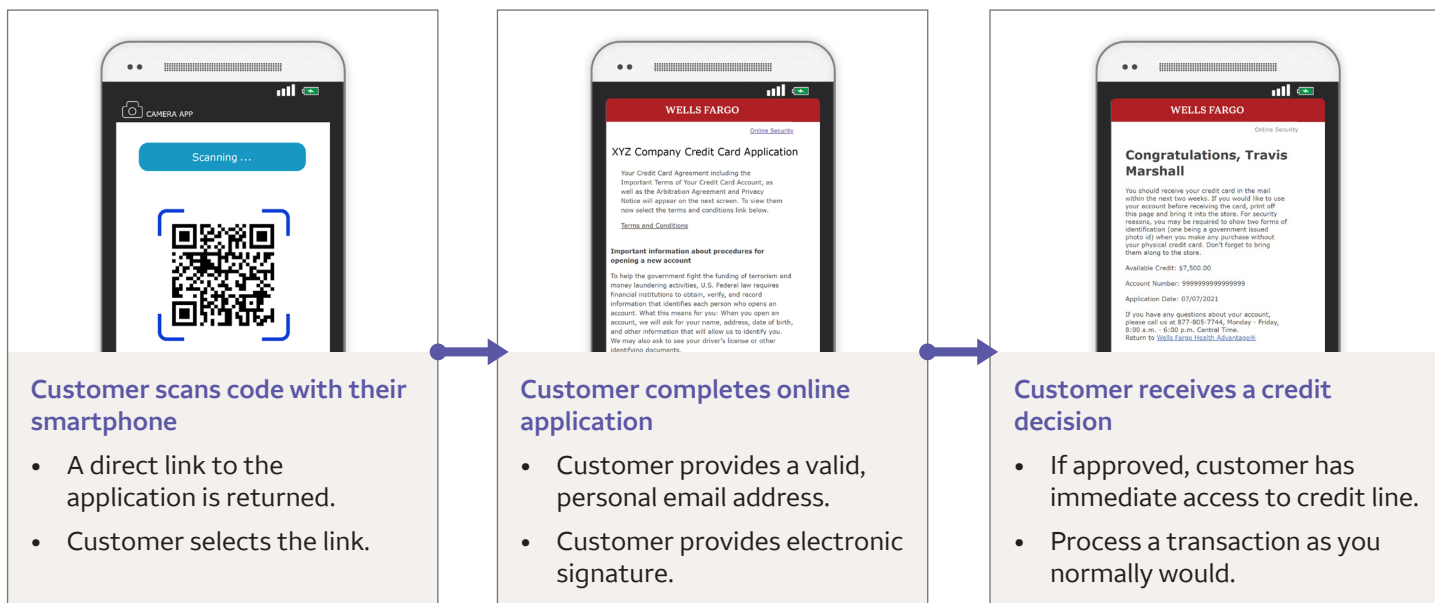 CAMERA APP
Scanning ...
Customer scans code with their
smartphone
• A direct link to the
application is returned.
• Customer selects the link.
WELLS FARGO
Online Security
XYZ Company Credit Card Application
Your Credit Card Agreement including the
Important Terms of Your Credit Card Account, as
well as the Arbitration Agreement and Privacy
Notice will appear on the next screen. To view them
now select the terms and conditions link below.
Terms and Conditions
Important information about procedures for
opening a new account
To help the government fight the funding of terrorism and
money laundering activities, U.S. Federal law requires
financial institutions to obtain, verify, and record
information that identifies each person who opens an
account. What this means for you: When you open an
account, we will ask for your name, address, date of birth,
and other information that will allow us to identify you.
We may also ask to see your driver's license or other
identifying documents.
Customer completes online
application
• Customer provides a valid,
personal email address.
• Customer provides electronic
signature.
WELLS FARGO
Online Security
Congratulations, Travis
Marshall
You should receive your credit card in the mail
within the next two weeks. If you would like to use
your account before receiving the card, print off
this page and bring it into the store. For security
reasons, you may be required to show two forms of
identification (one being a government issued
photo id) when you make any purchase without
your physical credit card. Don't forget to bring
them along to the store.
Available Credit: $7,500.00
Account Number: 9999999999999999
Application Date: 07/07/2021
If you have any questions about your account,
please call us at 877-805-7744, Monday - Friday,
8:00 a.m. - 6:00 p.m. Central Time.
Return to Wells Fargo Health Advantage®
Customer receives a credit
decision
• If approved, customer has
immediate access to credit line.
• Process a transaction as you
normally would.